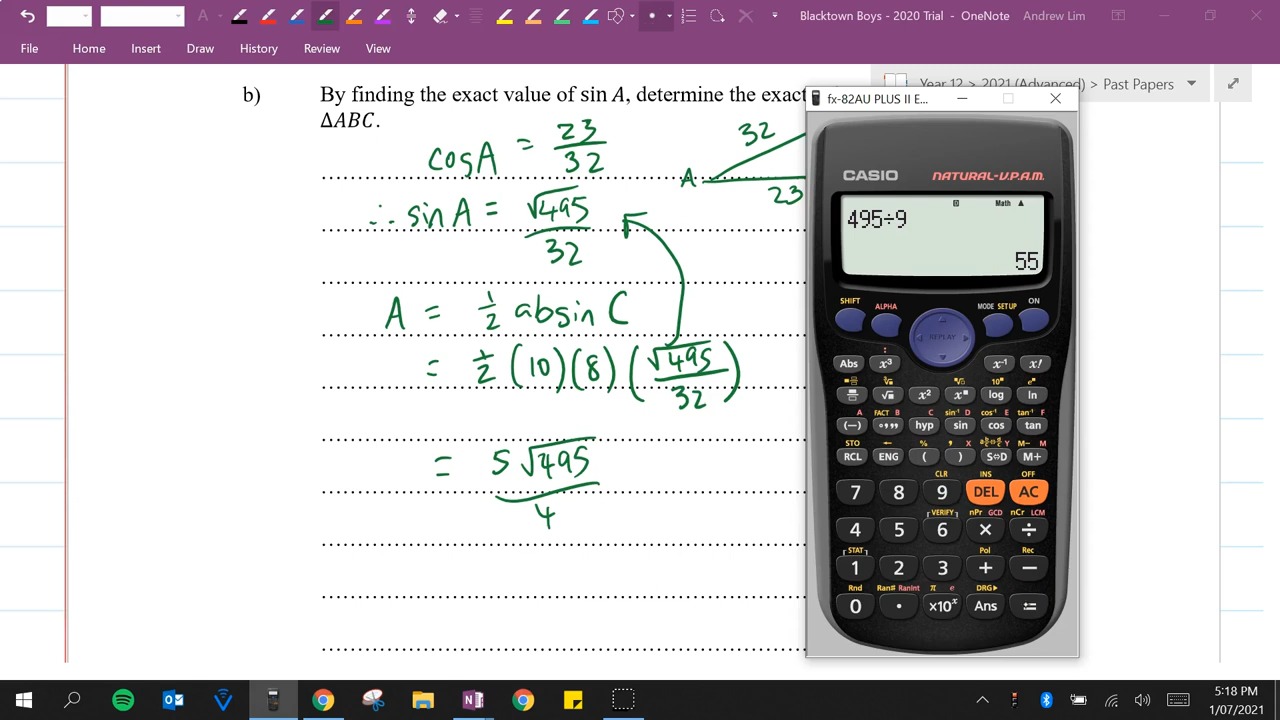 Blacktown Boys - 2020 Trial - OneNote
Andrew Lim
File Home Insert Draw History Review View
Year 12 > 2021 (Advanced) > Past Papers
b) By finding the exact value of sin A, determine the exact
ΔABC.
cosA = 23/32
∴ sin A = √495/32
A = 1/2 absin C
= 1/2 (10)(8)(√495/32)
= 5√495/4
32
A
23
fx-82AU PLUS II E...
CASIO NATURAL-V.P.A.M.
D Math ▲
495÷9
55
SHIFT ALPHA MODE SETUP ON
REPLAY
Abs x³ x⁻¹ x!
√■ x² x■ log ln
(−) °''' hyp sin cos tan
RCL ENG ( ) S⇔D M+
7 8 9 DEL AC
4 5 6 × ÷
1 2 3 + −
0 • ×10ˣ Ans =
5:18 PM
1/07/2021